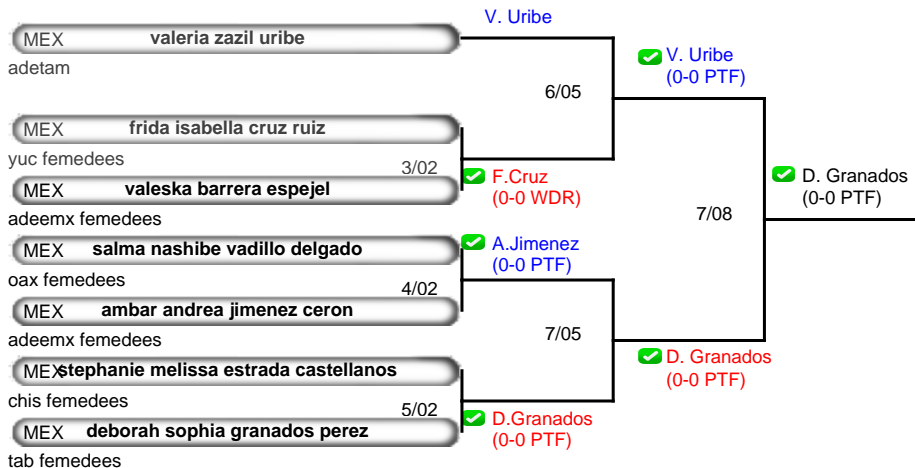 MEX valeria zazil uribe
adetam
MEX frida isabella cruz ruiz
yuc femedees
MEX valeska barrera espejel
adeemx femedees
MEX salma nashibe vadillo delgado
oax femedees
MEX ambar andrea jimenez ceron
adeemx femedees
MEX stephanie melissa estrada castellanos
chis femedees
MEX deborah sophia granados perez
tab femedees
3/02
4/02
5/02
V. Uribe
F.Cruz
(0-0 WDR)
A.Jimenez
(0-0 PTF)
D.Granados
(0-0 PTF)
6/05
7/05
V. Uribe
(0-0 PTF)
D. Granados
(0-0 PTF)
7/08
D. Granados
(0-0 PTF)